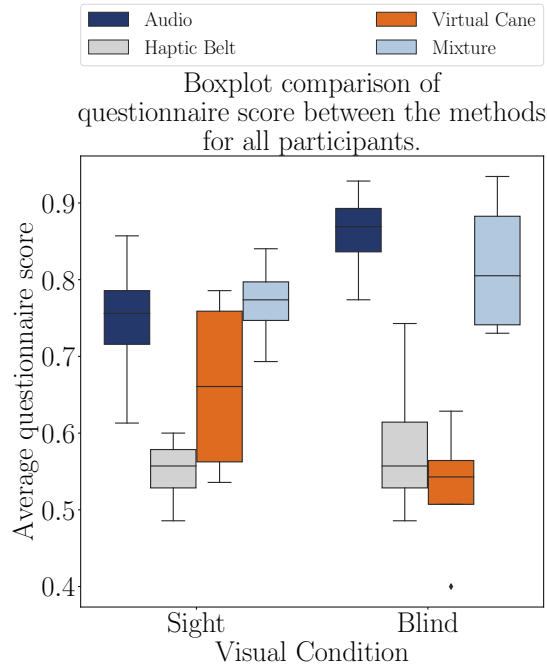 Audio
Haptic Belt
Virtual Cane
Mixture
Boxplot comparison of
questionnaire score between the methods
for all participants.
Average questionnaire score
0.9
0.8
0.7
0.6
0.5
0.4
Sight
Blind
Visual Condition